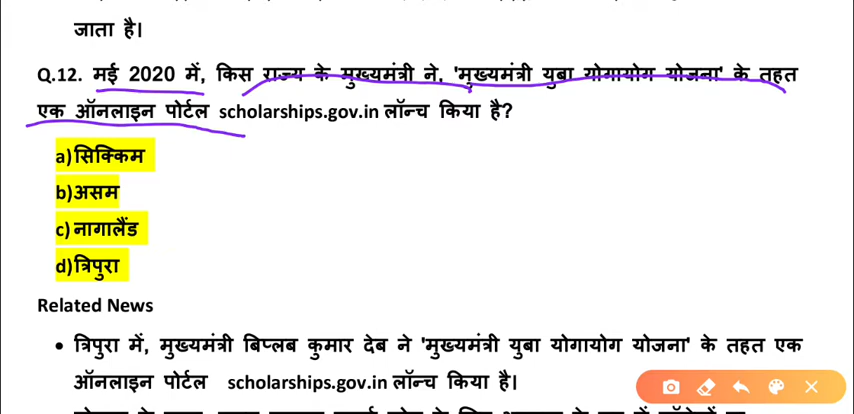 जाता है।
Q.12. मई 2020 में, किस राज्य के मुख्यमंत्री ने, 'मुख्यमंत्री युबा योगायोग योजना' के तहत
एक ऑनलाइन पोर्टल scholarships.gov.in लॉन्च किया है?
a)सिक्किम
b)असम
c)नागालैंड
d)त्रिपुरा
Related News
• त्रिपुरा में, मुख्यमंत्री बिप्लब कुमार देब ने 'मुख्यमंत्री युबा योगायोग योजना' के तहत एक
ऑनलाइन पोर्टल scholarships.gov.in लॉन्च किया है।